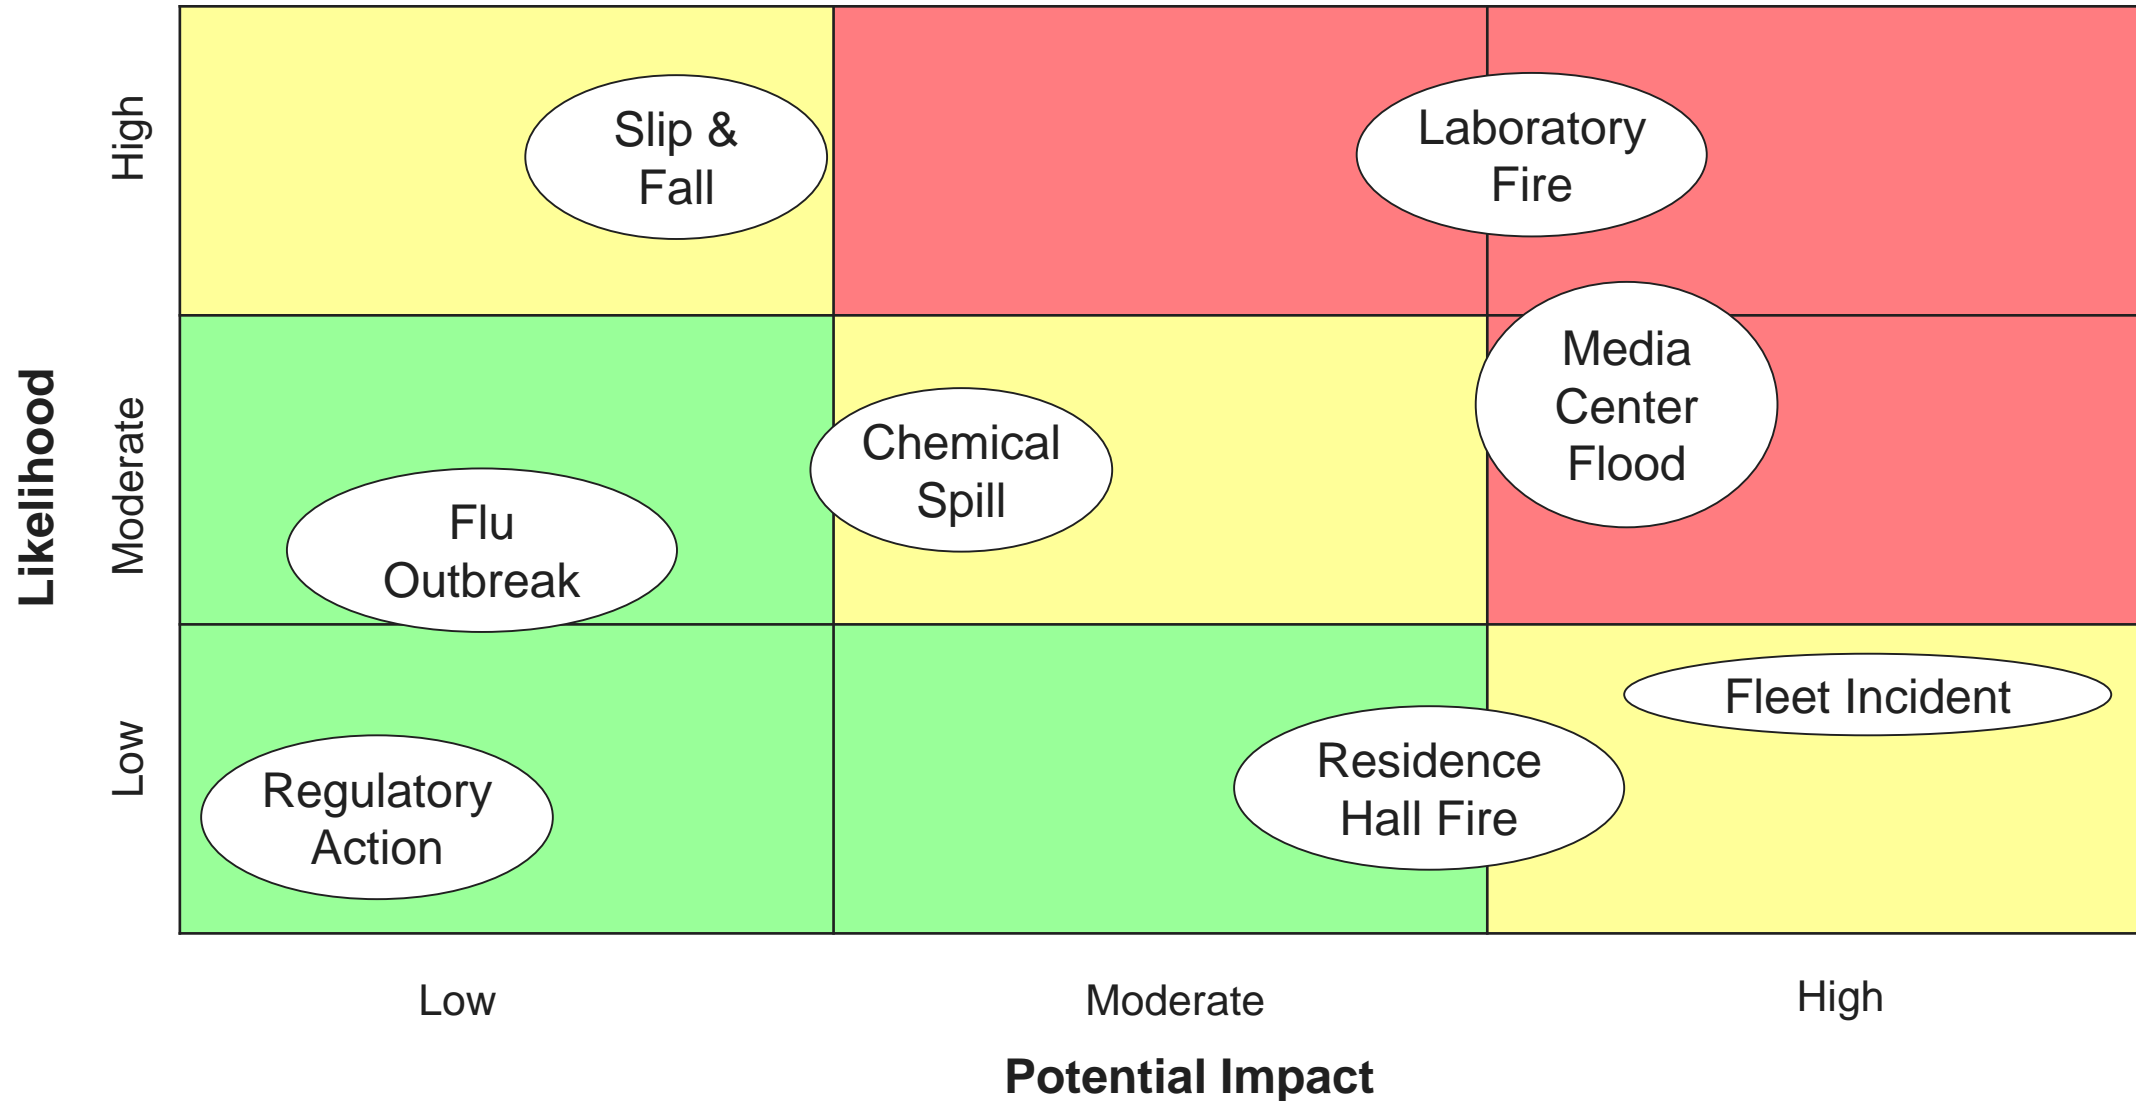 Likelihood
High
Moderate
Low
Slip &
Fall
Laboratory
Fire
Media
Center
Flood
Chemical
Spill
Flu
Outbreak
Fleet Incident
Residence
Hall Fire
Regulatory
Action
Low
Moderate
High
Potential Impact